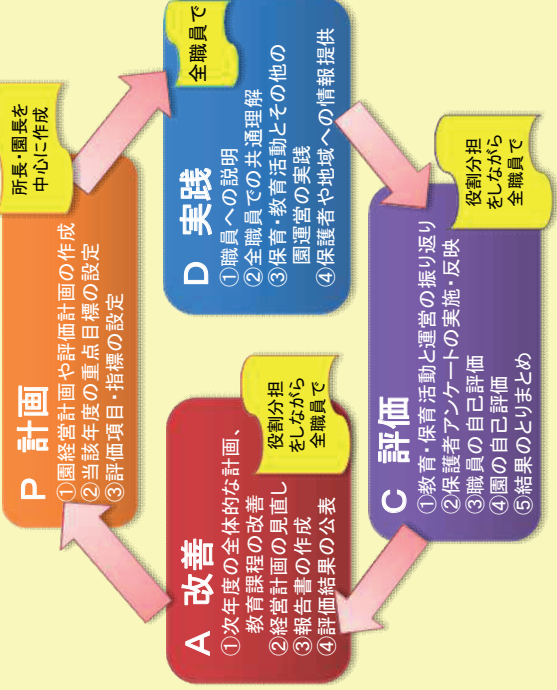 P 計画
①園経営計画や評価計画の作成
②当該年度の重点目標の設定
③評価項目・指標の設定
所長・園長を
中心に作成
D 実践
①職員への説明
②全職員での共通理解
③保育・教育活動とその他の
園運営の実践
④保護者や地域への情報提供
全職員で
C 評価
①教育・保育活動と運営の振り返り
②保護者アンケートの実施・反映
③職員の自己評価
④園の自己評価
⑤結果のとりまとめ
役割分担
をしながら
全職員で
A 改善
①次年度の全体的な計画、
教育課程の改善
②経営計画の見直し
③報告書の作成
④評価結果の公表
役割分担
をしながら
全職員で